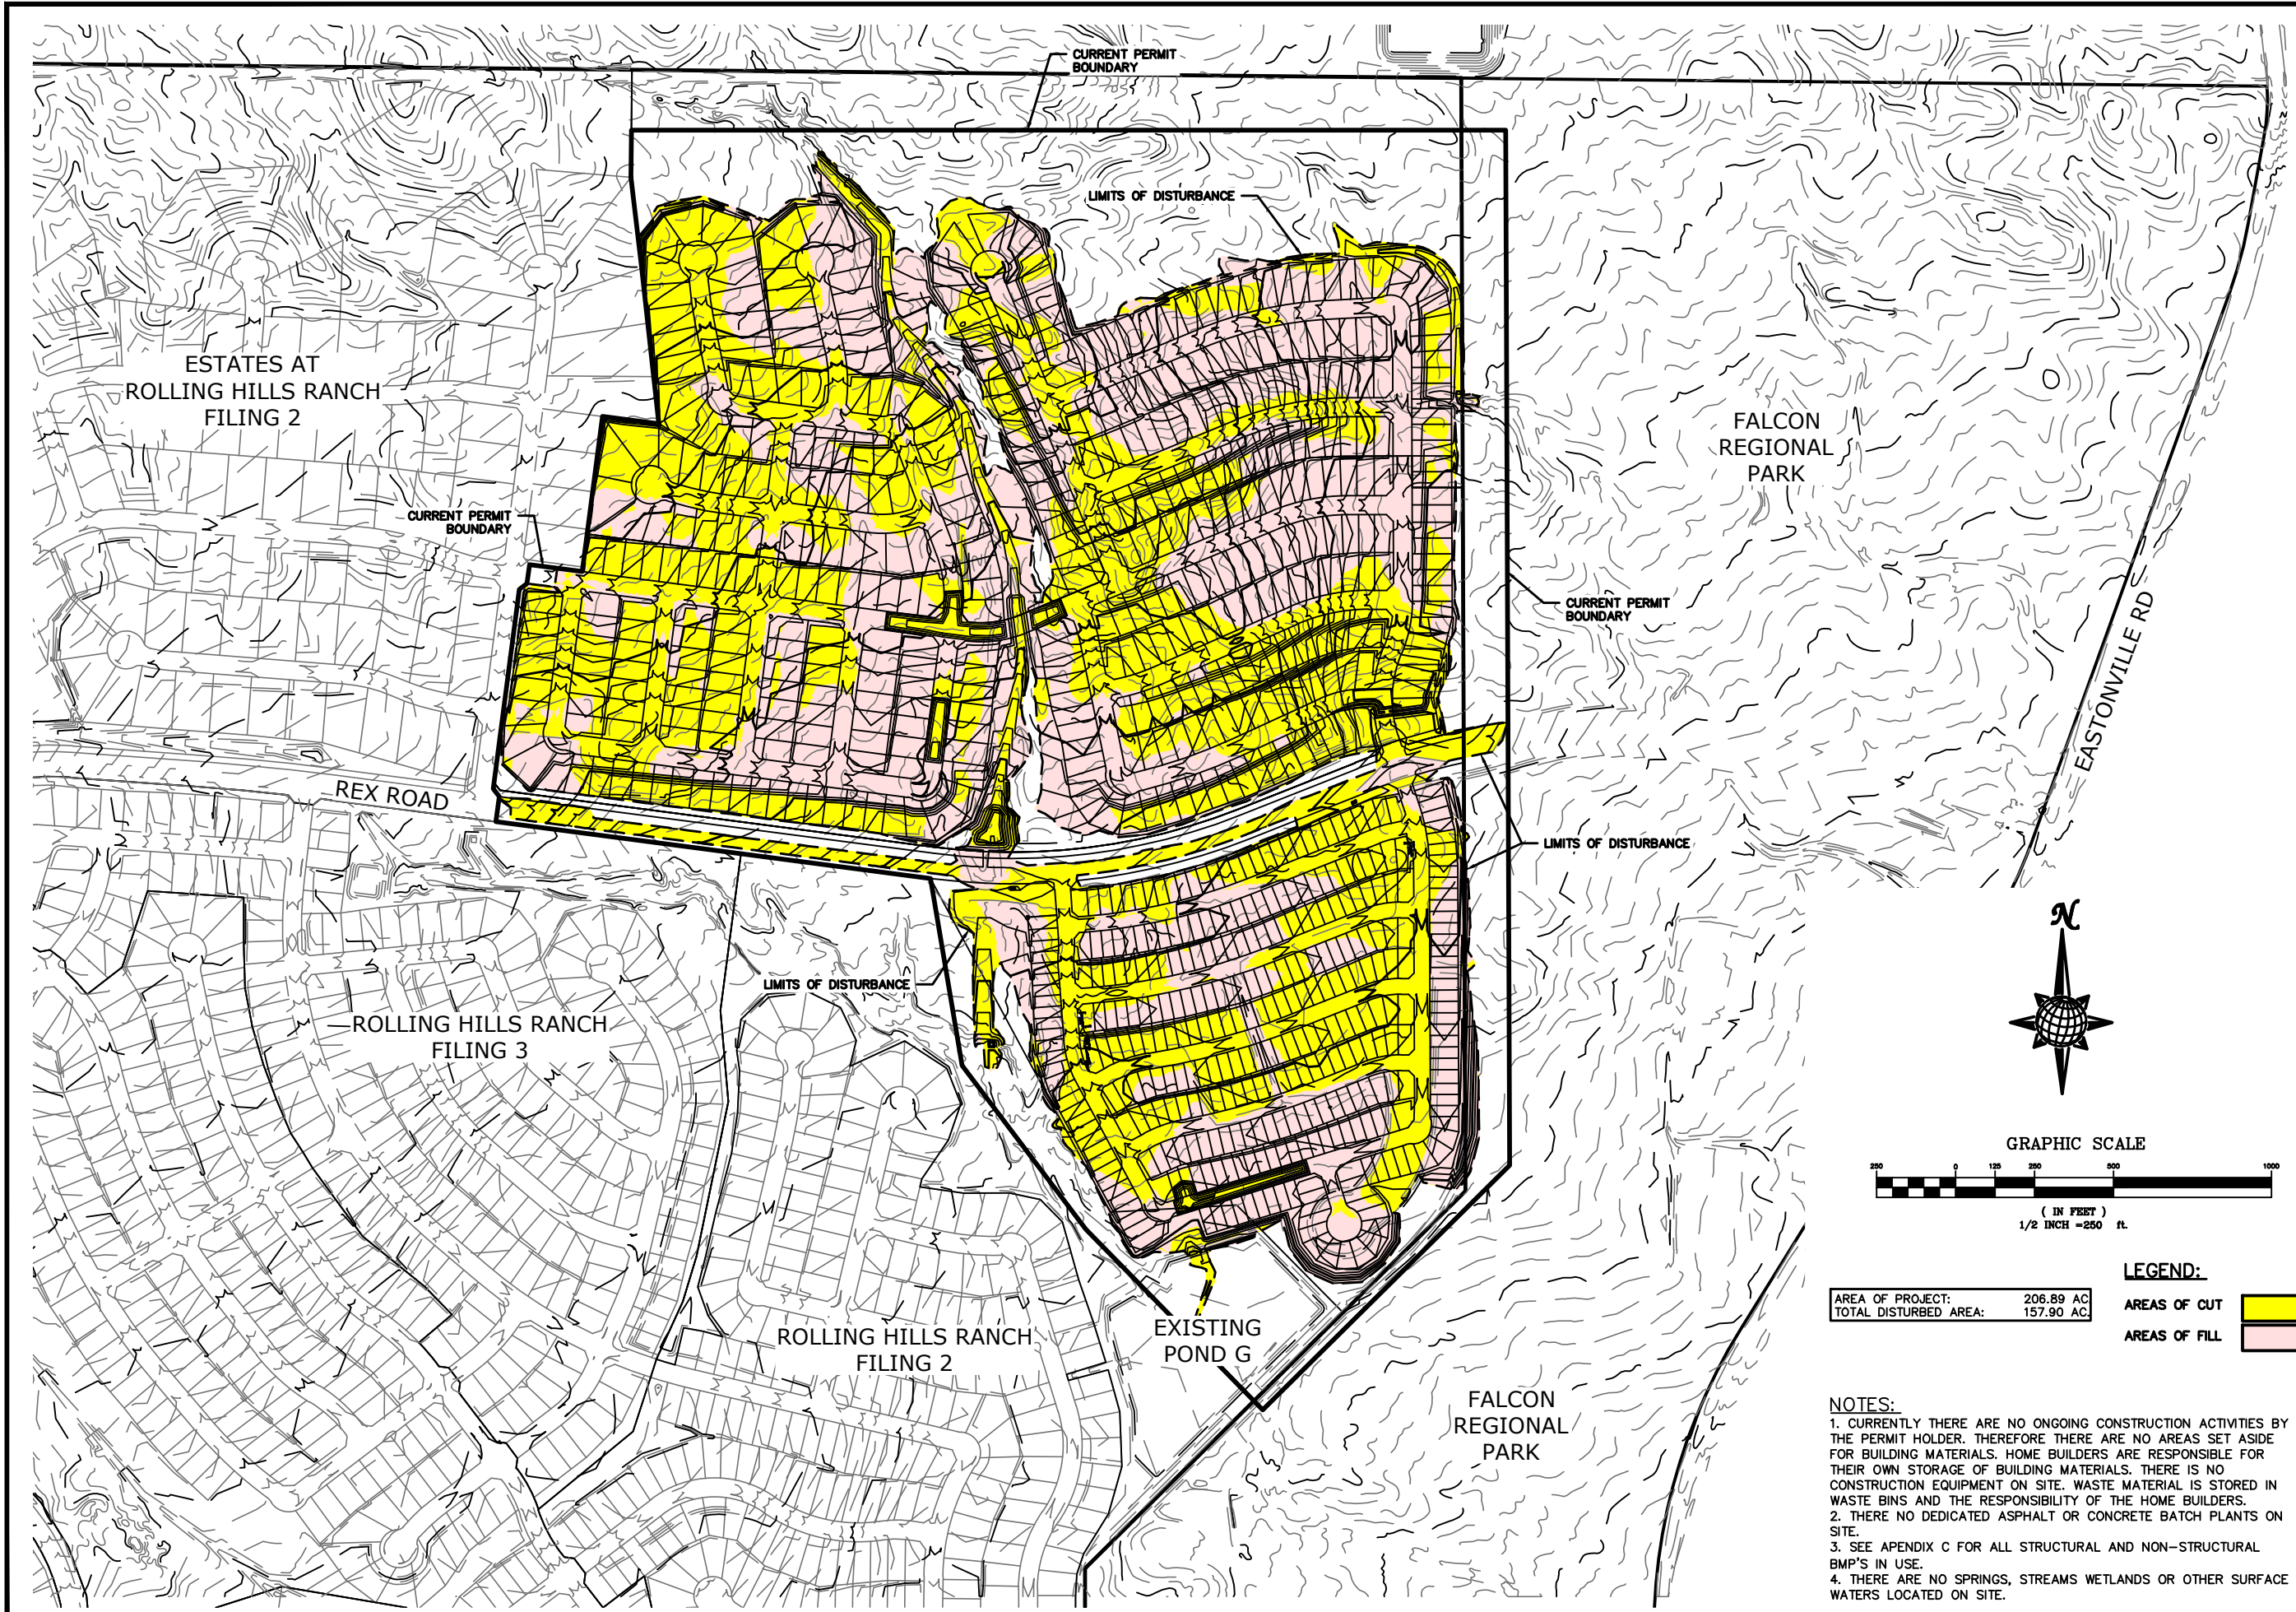 CURRENT PERMIT
BOUNDARY
LIMITS OF DISTURBANCE
ESTATES AT
ROLLING HILLS RANCH
FILING 2
FALCON
REGIONAL
PARK
CURRENT PERMIT
BOUNDARY
CURRENT PERMIT
BOUNDARY
EASTONVILLE RD
REX ROAD
LIMITS OF DISTURBANCE
LIMITS OF DISTURBANCE
ROLLING HILLS RANCH
FILING 3
N
GRAPHIC SCALE
250 0 125 250 500 1000
( IN FEET )
1/2 INCH =250 ft.
LEGEND:
AREA OF PROJECT: 206.89 AC
TOTAL DISTURBED AREA: 157.90 AC
AREAS OF CUT
AREAS OF FILL
ROLLING HILLS RANCH
FILING 2
EXISTING
POND G
FALCON
REGIONAL
PARK
NOTES:
1. CURRENTLY THERE ARE NO ONGOING CONSTRUCTION ACTIVITIES BY
THE PERMIT HOLDER. THEREFORE THERE ARE NO AREAS SET ASIDE
FOR BUILDING MATERIALS. HOME BUILDERS ARE RESPONSIBLE FOR
THEIR OWN STORAGE OF BUILDING MATERIALS. THERE IS NO
CONSTRUCTION EQUIPMENT ON SITE. WASTE MATERIAL IS STORED IN
WASTE BINS AND THE RESPONSIBILITY OF THE HOME BUILDERS.
2. THERE NO DEDICATED ASPHALT OR CONCRETE BATCH PLANTS ON
SITE.
3. SEE APENDIX C FOR ALL STRUCTURAL AND NON-STRUCTURAL
BMP'S IN USE.
4. THERE ARE NO SPRINGS, STREAMS WETLANDS OR OTHER SURFACE
WATERS LOCATED ON SITE.